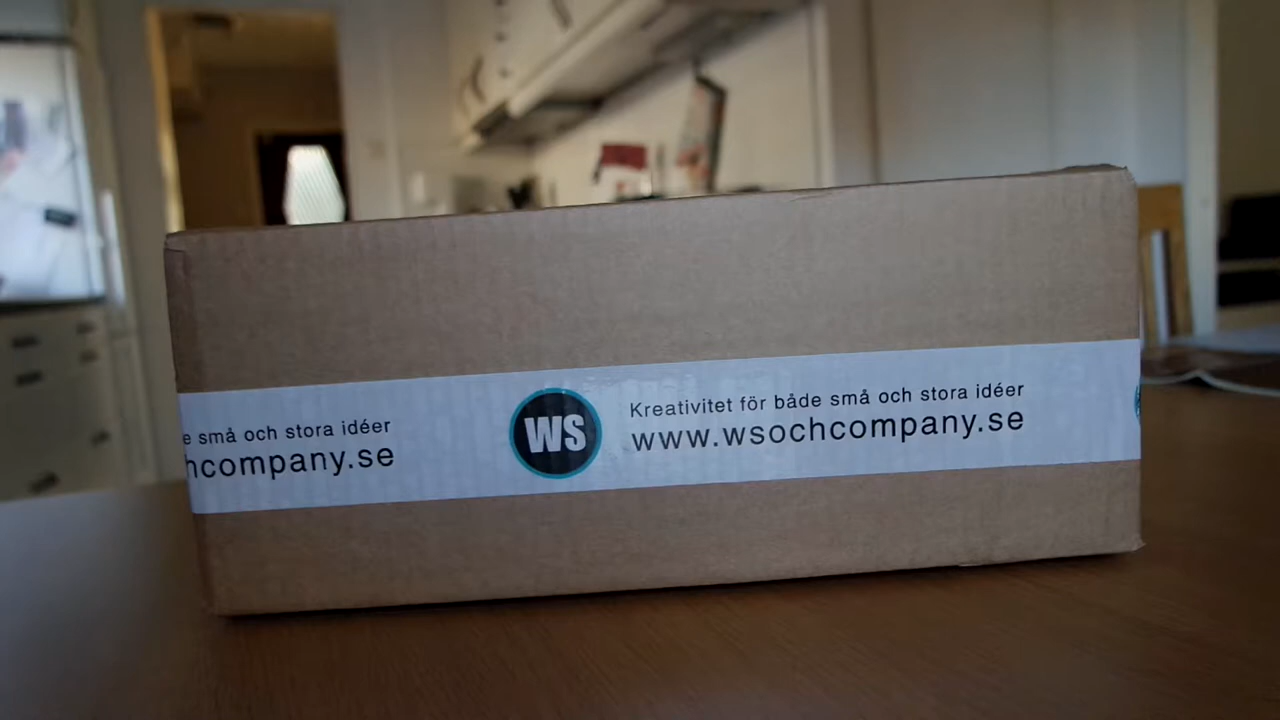 e små och stora idéer
hcompany.se
WS
Kreativitet för både små och stora idéer
www.wsochcompany.se